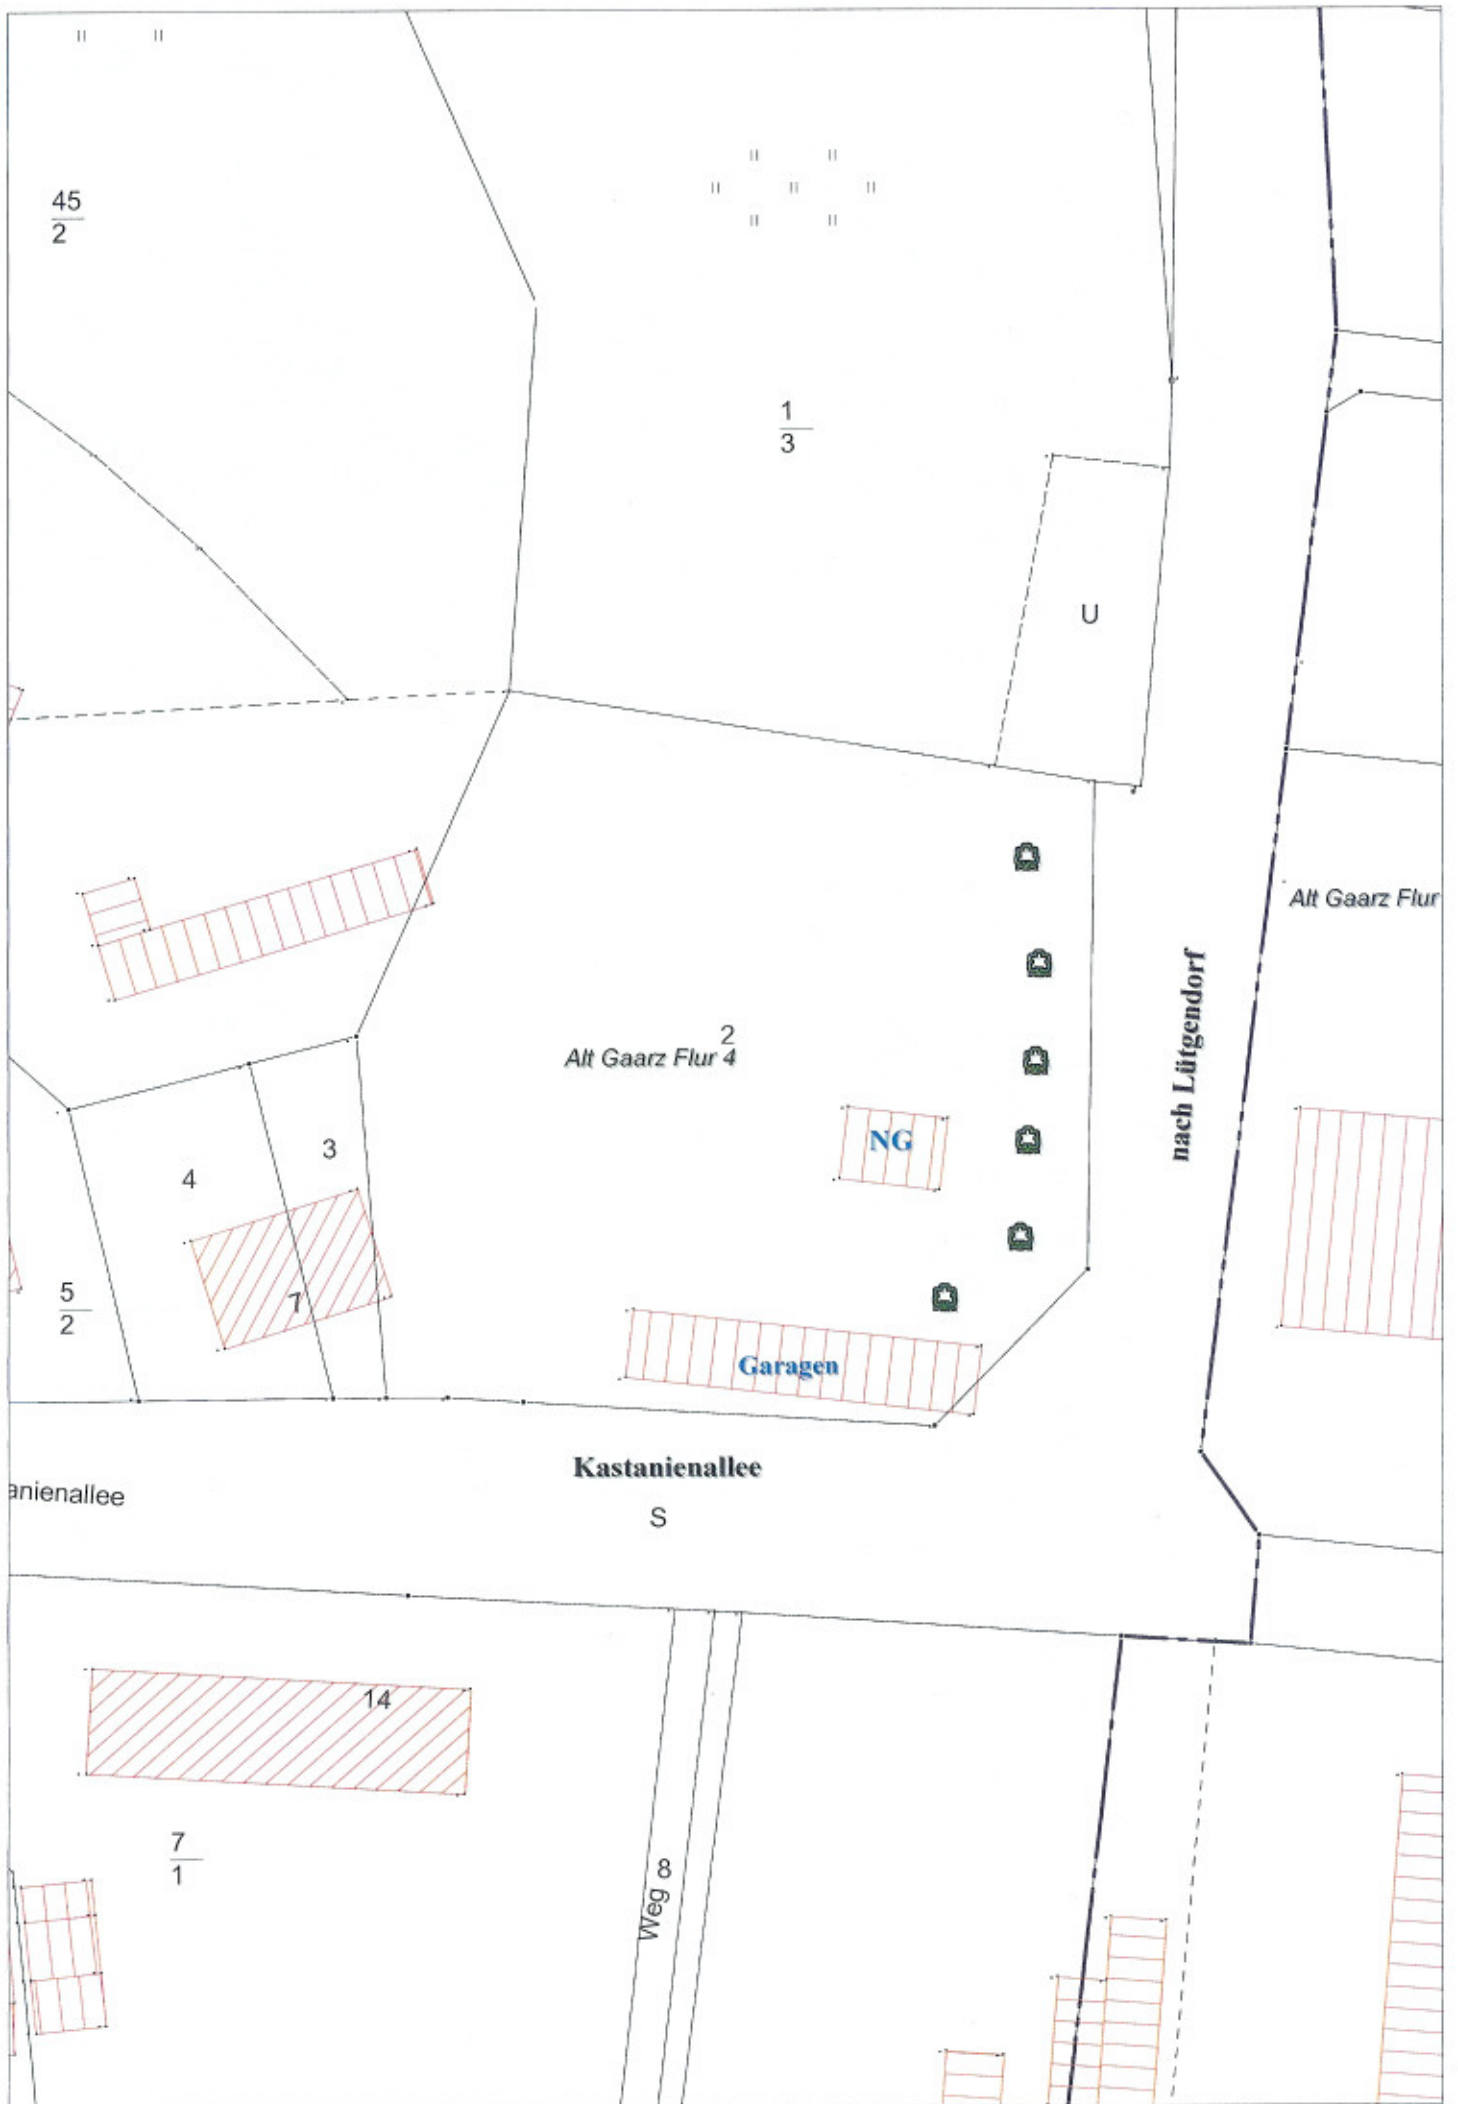 45
2
1
3
U
Alt Gaarz Flur
nach Lütgendorf
2
Alt Gaarz Flur 4
NG
3
4
5
2
7
Garagen
Kastanienallee
anienallee
S
14
7
1
Weg 8